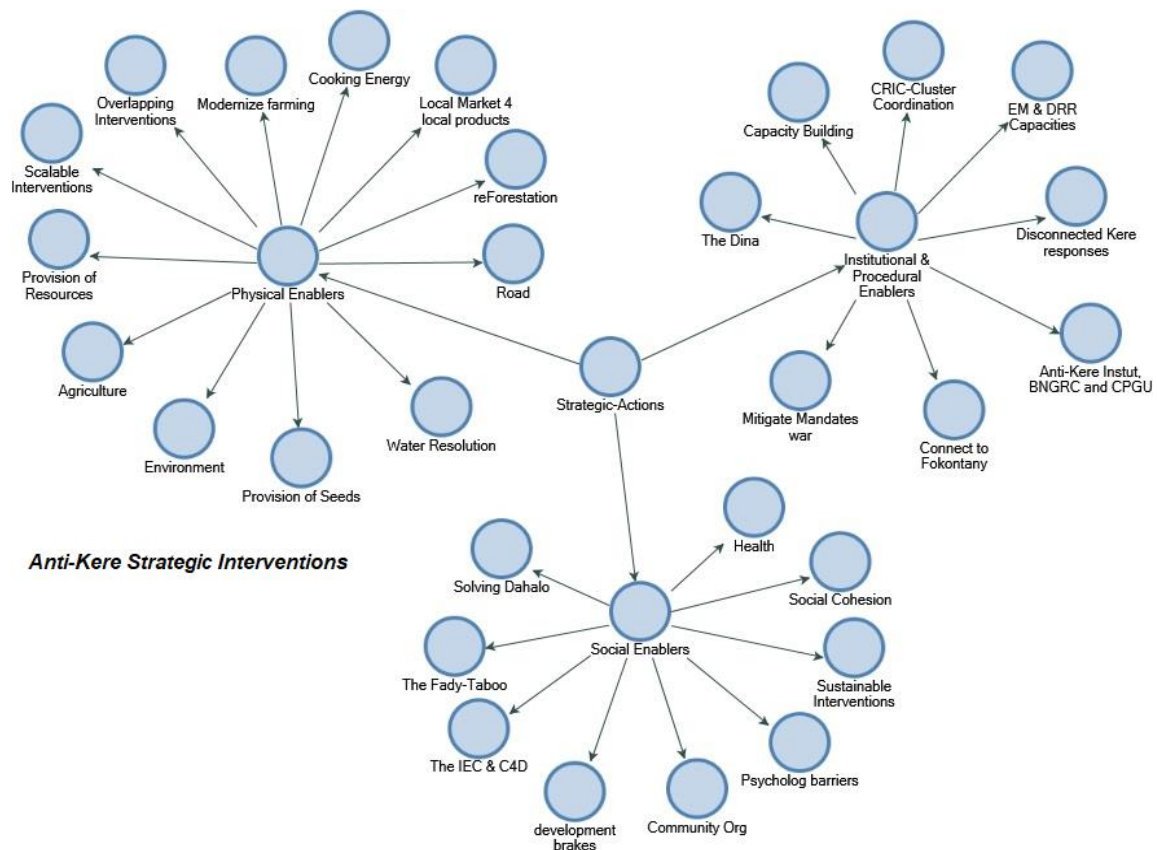 Cooking Energy
Overlapping
Interventions
Modernize farming
Local Market 4
local products
Scalable
Interventions
reForestation
Provision of
Resources
Physical Enablers
Road
Agriculture
Environment
Provision of Seeds
Water Resolution
CRIC-Cluster
Coordination
EM & DRR
Capacities
Capacity Building
The Dina
Institutional &
Procedural
Enablers
Disconnected Kere
responses
Anti-Kere Instut,
BNGRC and CPGU
Mitigate Mandates
war
Connect to
Fokontany
Strategic-Actions
Anti-Kere Strategic Interventions
Health
Solving Dahalo
Social Cohesion
Social Enablers
The Fady-Taboo
Sustainable
Interventions
The IEC & C4D
Psycholog barriers
development
brakes
Community Org